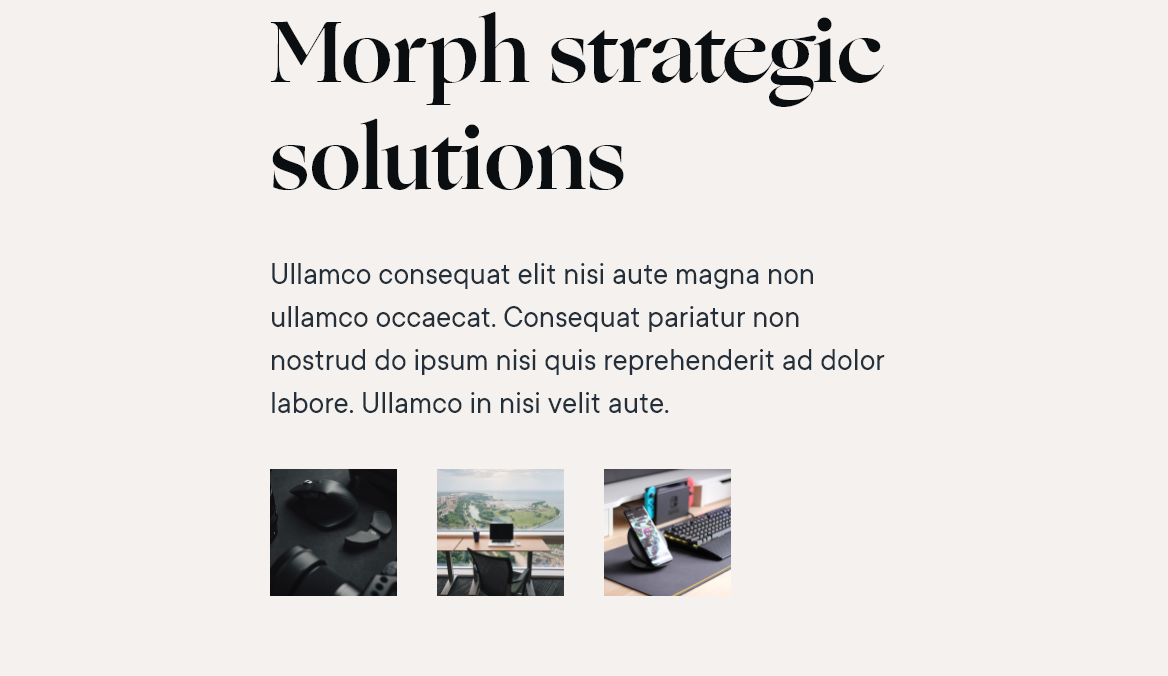 Morph strategic
solutions
Ullamco consequat elit nisi aute magna non
ullamco occaecat. Consequat pariatur non
nostrud do ipsum nisi quis reprehenderit ad dolor
labore. Ullamco in nisi velit aute.